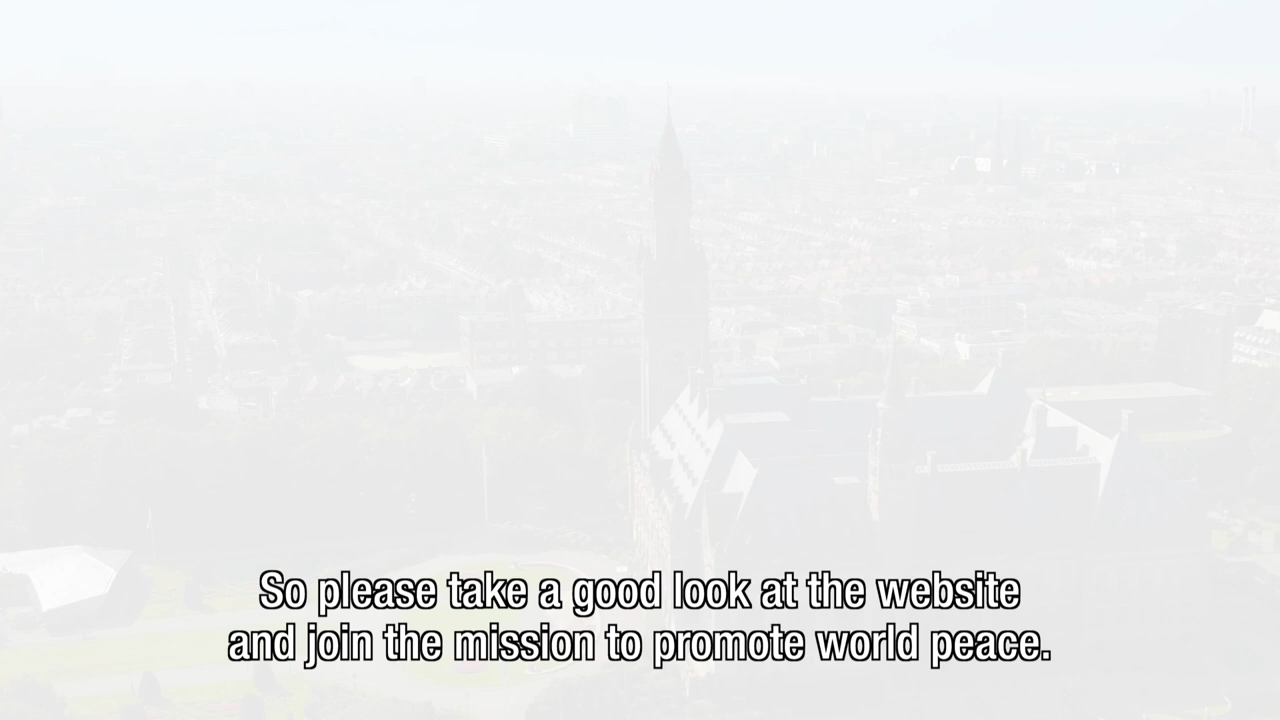 So please take a good look at the website
and join the mission to promote world peace.